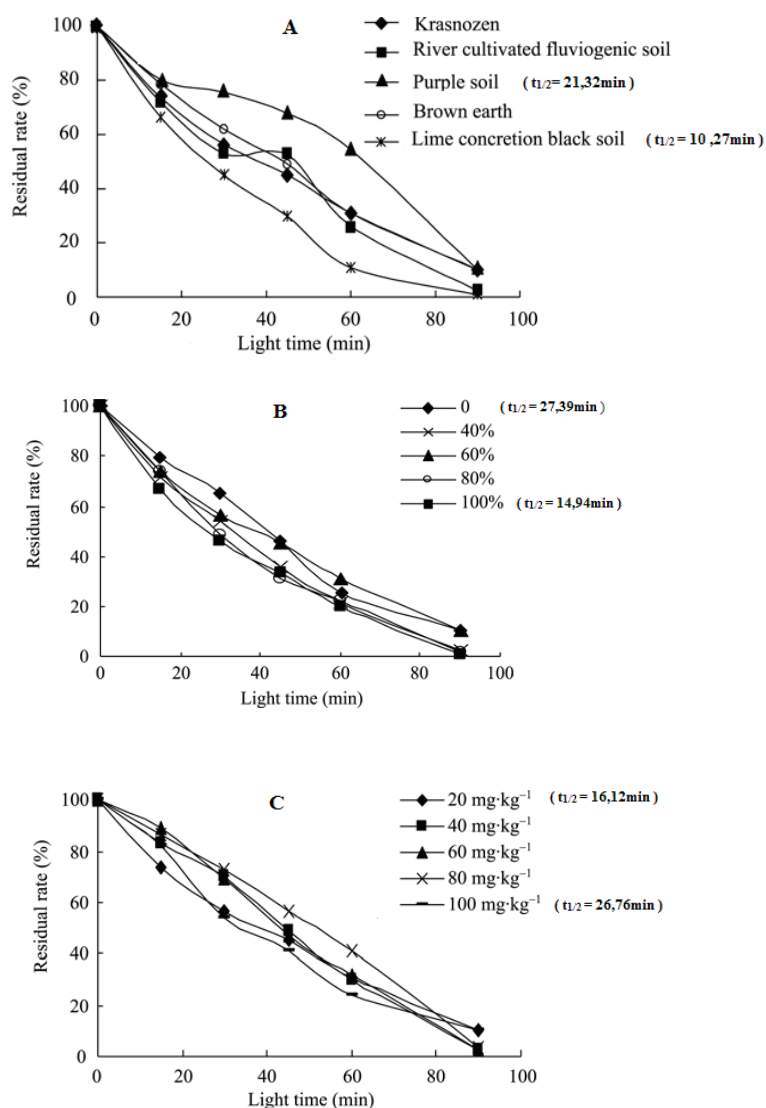 A
Krasnozen
River cultivated fluviogenic soil
Purple soil ( t1/2= 21,32min )
Brown earth
Lime concretion black soil ( t1/2 = 10 ,27min )
Residual rate (%)
100
80
60
40
20
0
0 20 40 60 80 100
Light time (min)
B
0 ( t1/2 = 27,39min )
40%
60%
80%
100% ( t1/2 = 14,94min )
Residual rate (%)
100
80
60
40
20
0
0 20 40 60 80 100
Light time (min)
C
20 mg·kg⁻¹ ( t1/2 = 16,12min )
40 mg·kg⁻¹
60 mg·kg⁻¹
80 mg·kg⁻¹
100 mg·kg⁻¹ ( t1/2 = 26,76min )
Residual rate (%)
100
80
60
40
20
0
0 20 40 60 80 100
Light time (min)